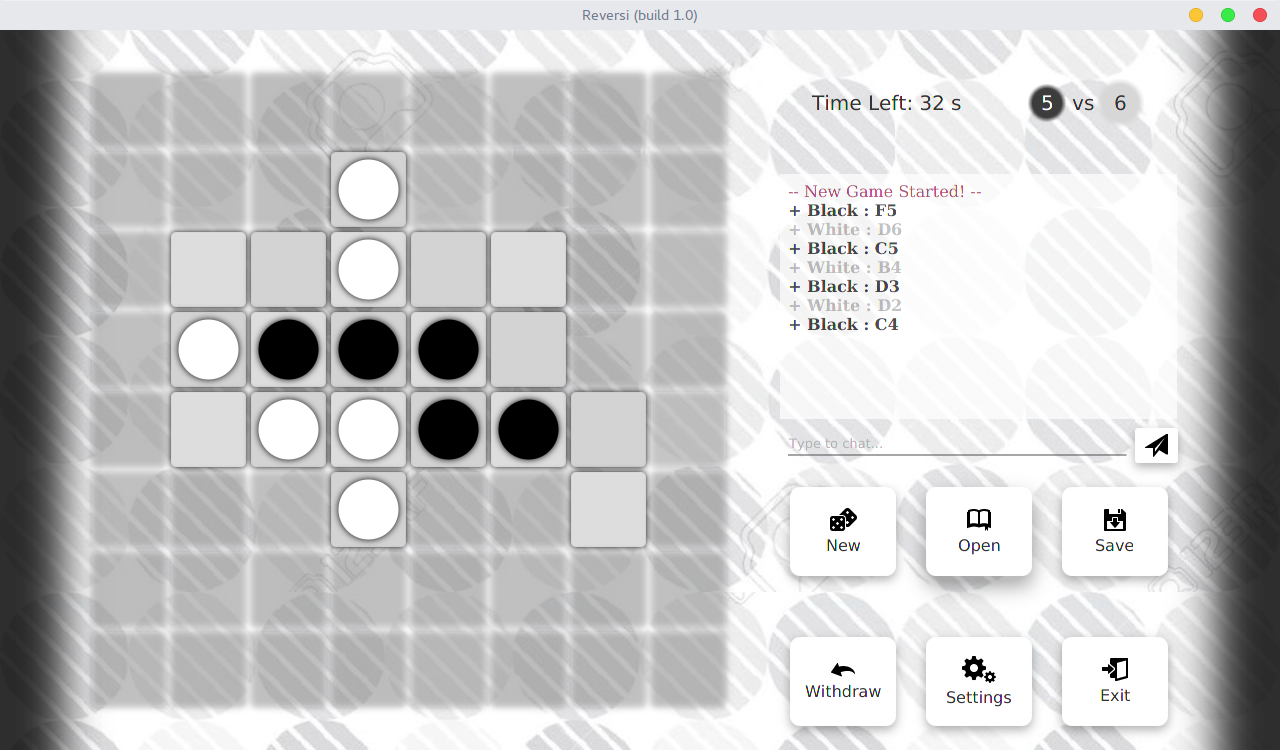 Reversi (build 1.0)
Time Left: 32 s
5 vs 6
-- New Game Started! --
+ Black : F5
+ White : D6
+ Black : C5
+ White : B4
+ Black : D3
+ White : D2
+ Black : C4
Type to chat...
New
Open
Save
Withdraw
Settings
Exit